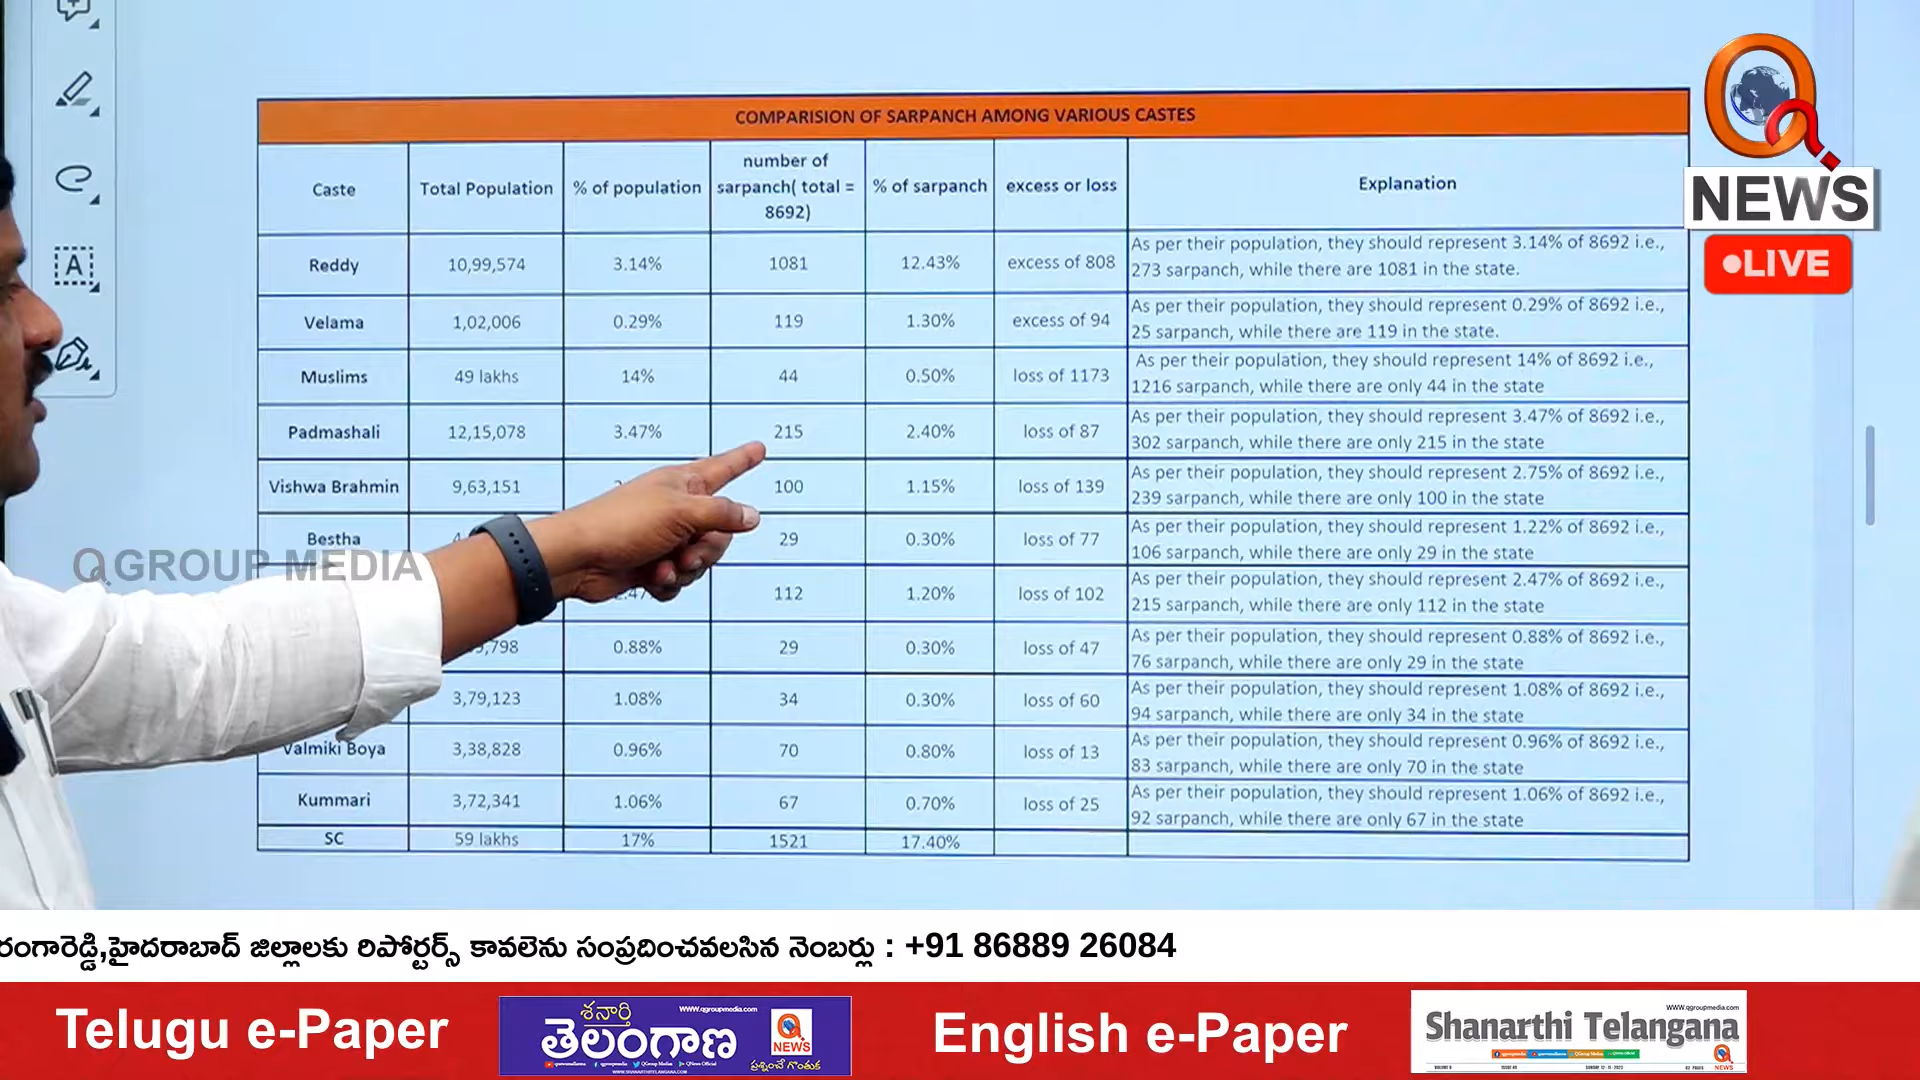 NEWS
LIVE
COMPARISION OF SARPANCH AMONG VARIOUS CASTES
Caste Total Population % of population number of sarpanch( total = 8692) % of sarpanch excess or loss Explanation
Reddy 10,99,574 3.14% 1081 12.43% excess of 808 As per their population, they should represent 3.14% of 8692 i.e.,
273 sarpanch, while there are 1081 in the state.
Velama 1,02,006 0.29% 119 1.30% excess of 94 As per their population, they should represent 0.29% of 8692 i.e.,
25 sarpanch, while there are 119 in the state.
Muslims 49 lakhs 14% 44 0.50% loss of 1173 As per their population, they should represent 14% of 8692 i.e.,
1216 sarpanch, while there are only 44 in the state
Padmashali 12,15,078 3.47% 215 2.40% loss of 87 As per their population, they should represent 3.47% of 8692 i.e.,
302 sarpanch, while there are only 215 in the state
Vishwa Brahmin 9,63,151 100 1.15% loss of 139 As per their population, they should represent 2.75% of 8692 i.e.,
239 sarpanch, while there are only 100 in the state
Bestha 29 0.30% loss of 77 As per their population, they should represent 1.22% of 8692 i.e.,
106 sarpanch, while there are only 29 in the state
112 1.20% loss of 102 As per their population, they should represent 2.47% of 8692 i.e.,
215 sarpanch, while there are only 112 in the state
0.88% 29 0.30% loss of 47 As per their population, they should represent 0.88% of 8692 i.e.,
76 sarpanch, while there are only 29 in the state
3,79,123 1.08% 34 0.30% loss of 60 As per their population, they should represent 1.08% of 8692 i.e.,
94 sarpanch, while there are only 34 in the state
Valmiki Boya 3,38,828 0.96% 70 0.80% loss of 13 As per their population, they should represent 0.96% of 8692 i.e.,
83 sarpanch, while there are only 70 in the state
Kummari 3,72,341 1.06% 67 0.70% loss of 25 As per their population, they should represent 1.06% of 8692 i.e.,
92 sarpanch, while there are only 67 in the state
SC 59 lakhs 17% 1521 17.40%
Q GROUP MEDIA
రంగారెడ్డి,హైదరాబాద్ జిల్లాలకు రిపోర్టర్స్ కావలెను సంప్రదించవలసిన నెంబర్లు : +91 86889 26084
Telugu e-Paper
శనార్తి
www.qgroupmedia.com
తెలంగాణ
NEWS
ప్రశ్నించే గొంతుక
English e-Paper
www.qgroupmedia.com
Shanarthi Telangana
NEWS